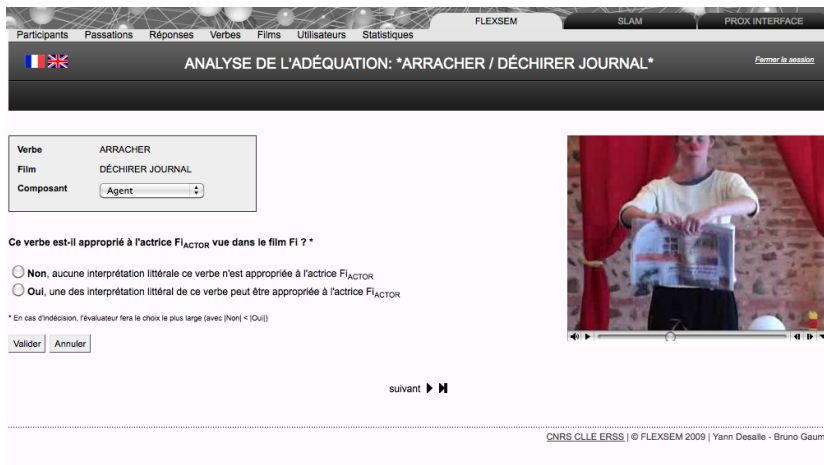 FLEXSEM SLAM PROX INTERFACE
Participants Passations Réponses Verbes Films Utilisateurs Statistiques
ANALYSE DE L'ADÉQUATION: *ARRACHER / DÉCHIRER JOURNAL* Fermer la session
Verbe ARRACHER
Film DÉCHIRER JOURNAL
Composant Agent
Ce verbe est-il approprié à l'actrice FiACTOR vue dans le film Fi ? *
Non, aucune interprétation littérale ce verbe n'est appropriée à l'actrice FiACTOR
Oui, une des interprétation littéral de ce verbe peut être appropriée à l'actrice FiACTOR
* En cas d'indécision, l'évaluateur fera le choix le plus large (avec |Non| < |Oui|)
Valider Annuler
suivant
CNRS CLLE ERSS | © FLEXSEM 2009 | Yann Desalle - Bruno Gaum